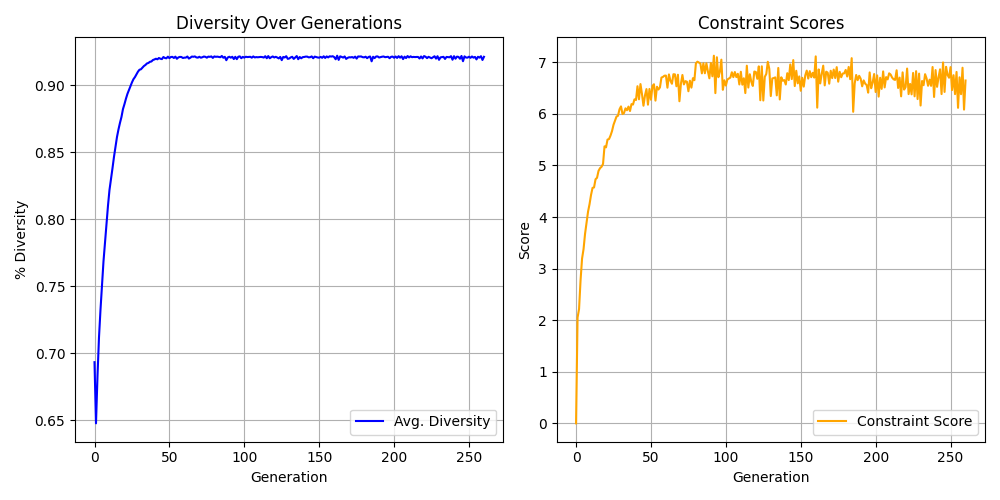 Diversity Over Generations
% Diversity
0.90
0.85
0.80
0.75
0.70
0.65
0 50 100 150 200 250
Generation
Avg. Diversity
Constraint Scores
Score
7
6
5
4
3
2
1
0
0 50 100 150 200 250
Generation
Constraint Score